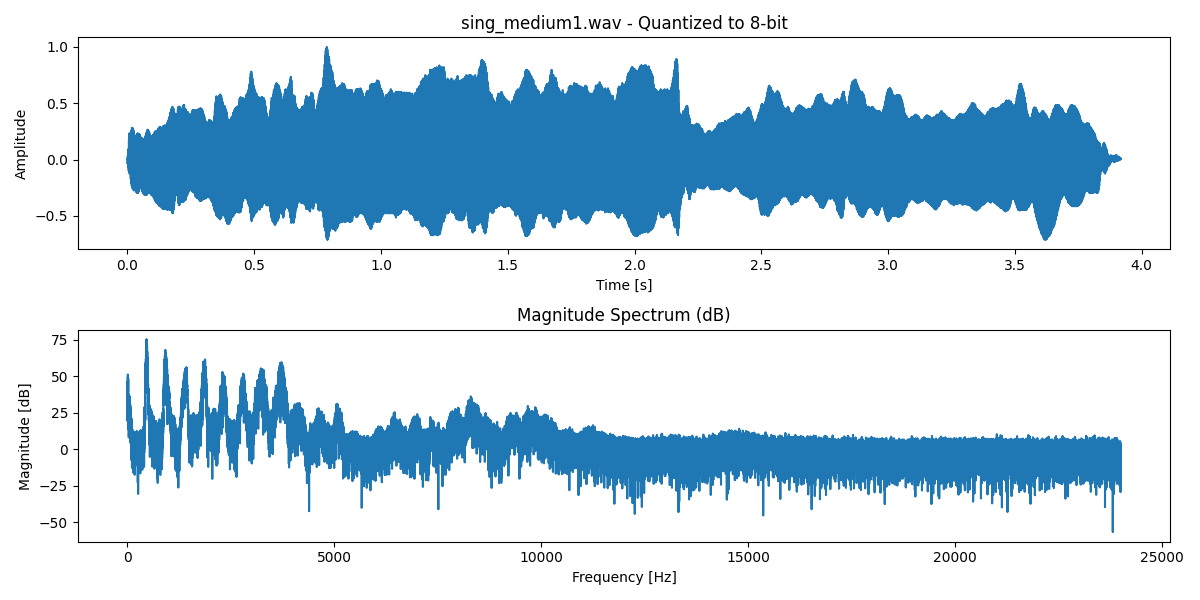 sing_medium1.wav - Quantized to 8-bit
1.0
0.5
0.0
−0.5
Amplitude
0.0 0.5 1.0 1.5 2.0 2.5 3.0 3.5 4.0
Time [s]
Magnitude Spectrum (dB)
75
50
25
0
−25
−50
Magnitude [dB]
0 5000 10000 15000 20000 25000
Frequency [Hz]